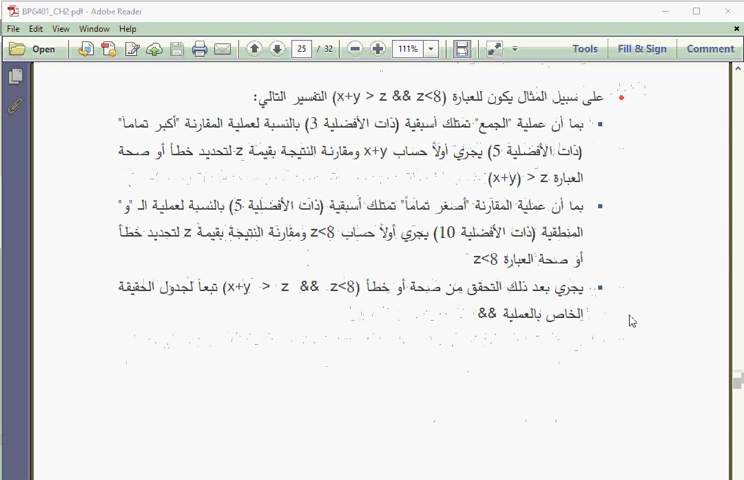 BPG401_CH2.pdf - Adobe Reader
File Edit View Window Help
Open 25 / 32 111% Tools Fill & Sign Comment
على سبيل المثال يكون للعبارة (x+y > z && z<8) التفسير التالي:
بما أن عملية "الجمع" تمتلك أسبقية (ذات الأفضلية 3) بالنسبة لعملية المقارنة "أكبر تماماً"
(ذات الأفضلية 5) يجري أولاً حساب x+y ومقارنة النتيجة بقيمة z لتحديد خطأ أو صحة
العبارة (x+y) > z
بما أن عملية المقارنة "أصغر تماماً" تمتلك أسبقية (ذات الأفضلية 5) بالنسبة لعملية الـ "و"
المنطقية (ذات الأفضلية 10) يجري أولاً حساب z<8 ومقارنة النتيجة بقيمة z لتحديد خطأ
أو صحة العبارة z<8
يجري بعد ذلك التحقق من صحة أو خطأ (x+y > z && z<8) تبعاً لجدول الحقيقة
الخاص بالعملية &&